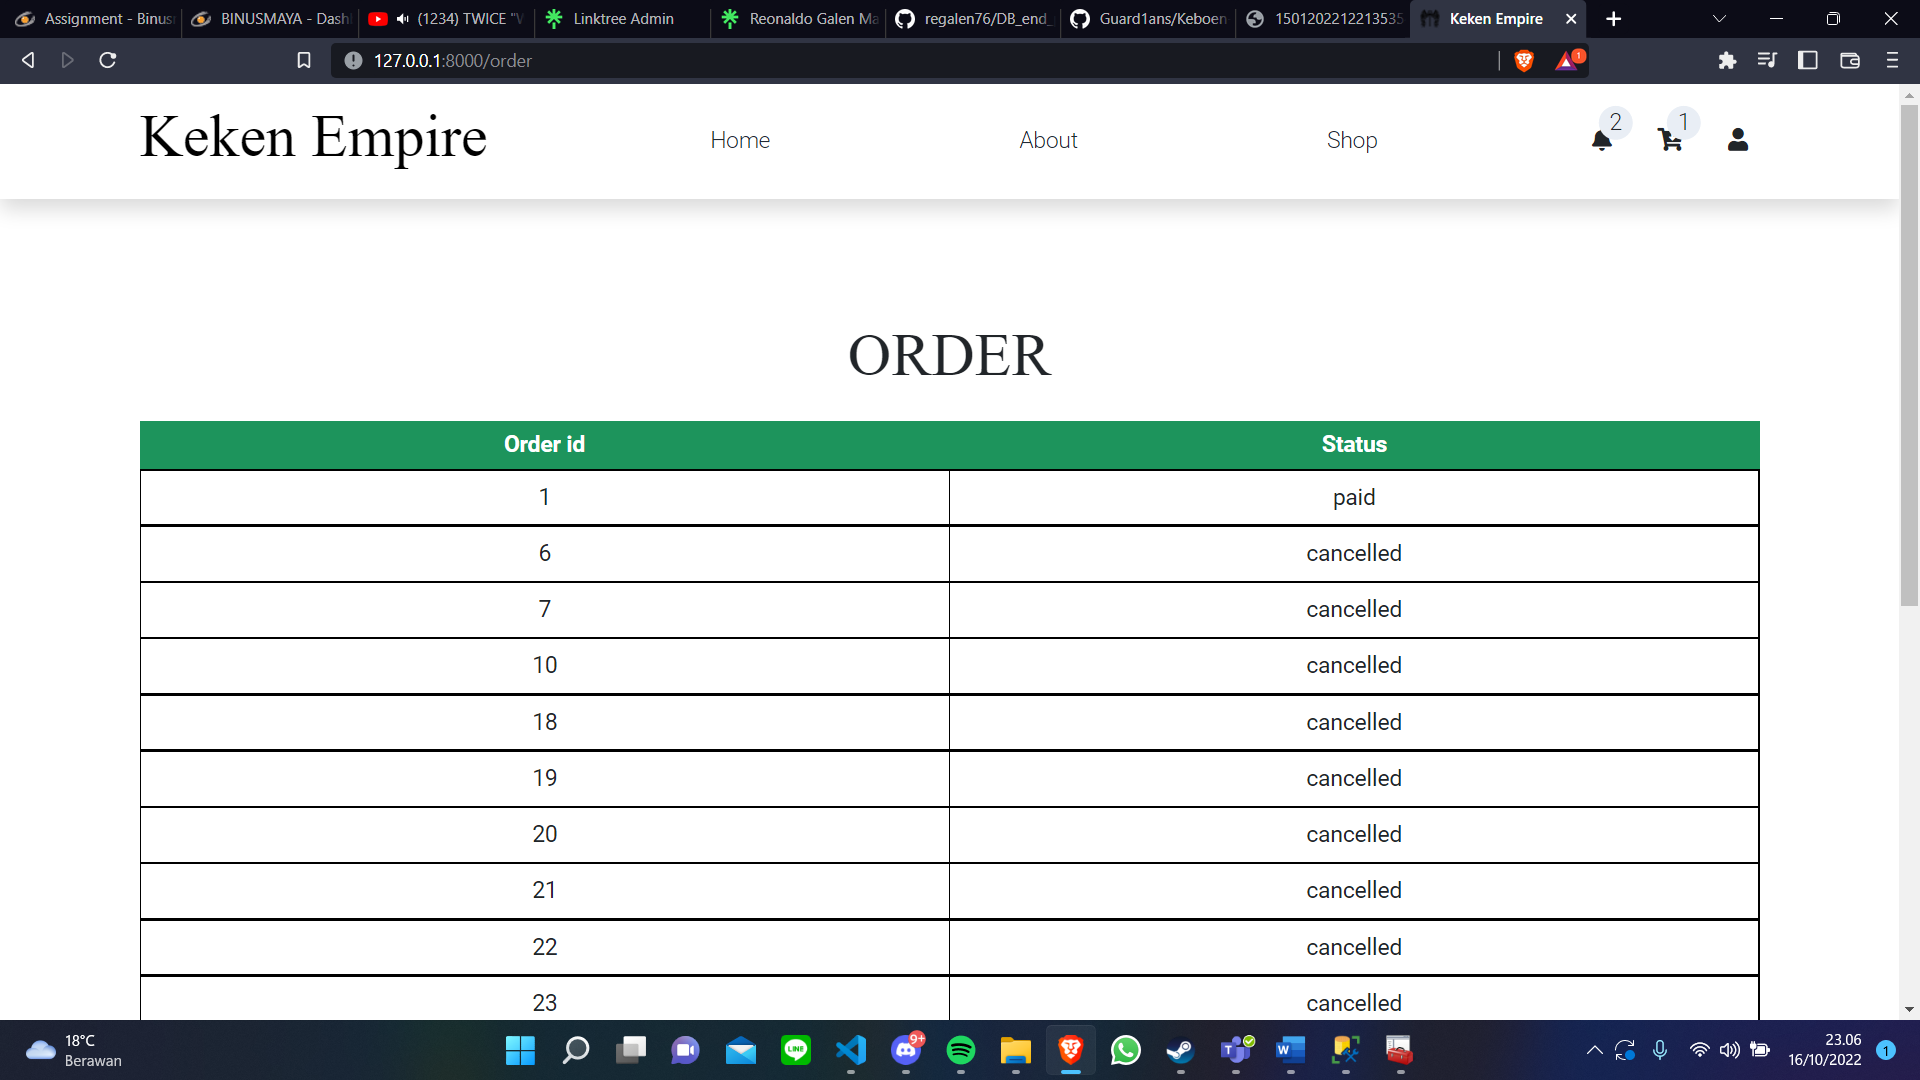 Assignment - Binus
BINUSMAYA - Dash
(1234) TWICE "
Linktree Admin
Reonaldo Galen Ma
regalen76/DB_end_
Guard1ans/Keboen
1501202212213535
Keken Empire
127.0.0.1:8000/order
1
Keken Empire
Home
About
Shop
2
1
ORDER
Order id Status
1 paid
6 cancelled
7 cancelled
10 cancelled
18 cancelled
19 cancelled
20 cancelled
21 cancelled
22 cancelled
23 cancelled
18°C
Berawan
LINE
9+
W
23.06
16/10/2022
1